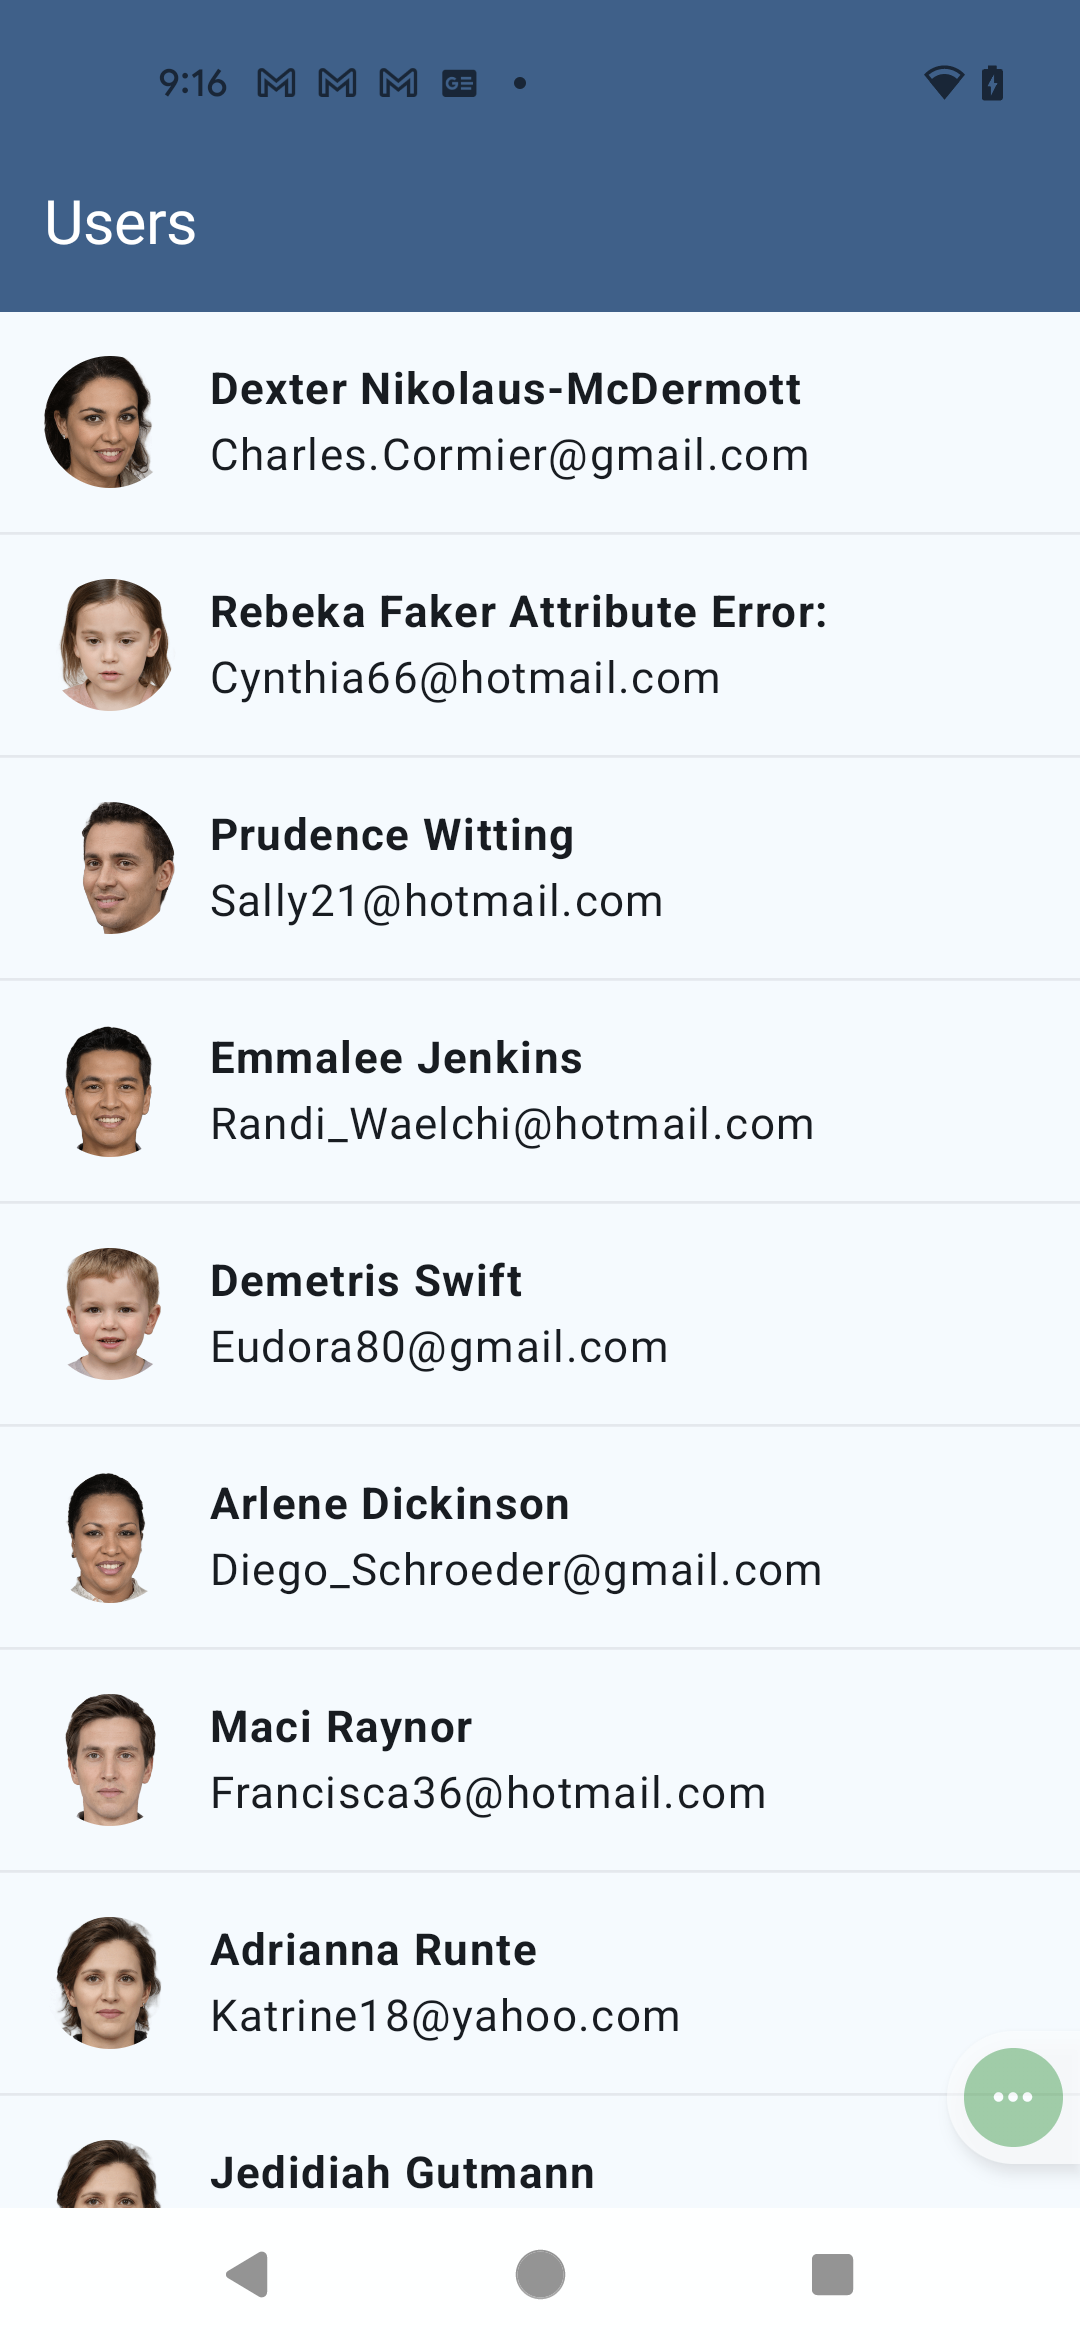 9:16
GE
Users
Dexter Nikolaus-McDermott
Charles.Cormier@gmail.com
Rebeka Faker Attribute Error:
Cynthia66@hotmail.com
Prudence Witting
Sally21@hotmail.com
Emmalee Jenkins
Randi_Waelchi@hotmail.com
Demetris Swift
Eudora80@gmail.com
Arlene Dickinson
Diego_Schroeder@gmail.com
Maci Raynor
Francisca36@hotmail.com
Adrianna Runte
Katrine18@yahoo.com
Jedidiah Gutmann